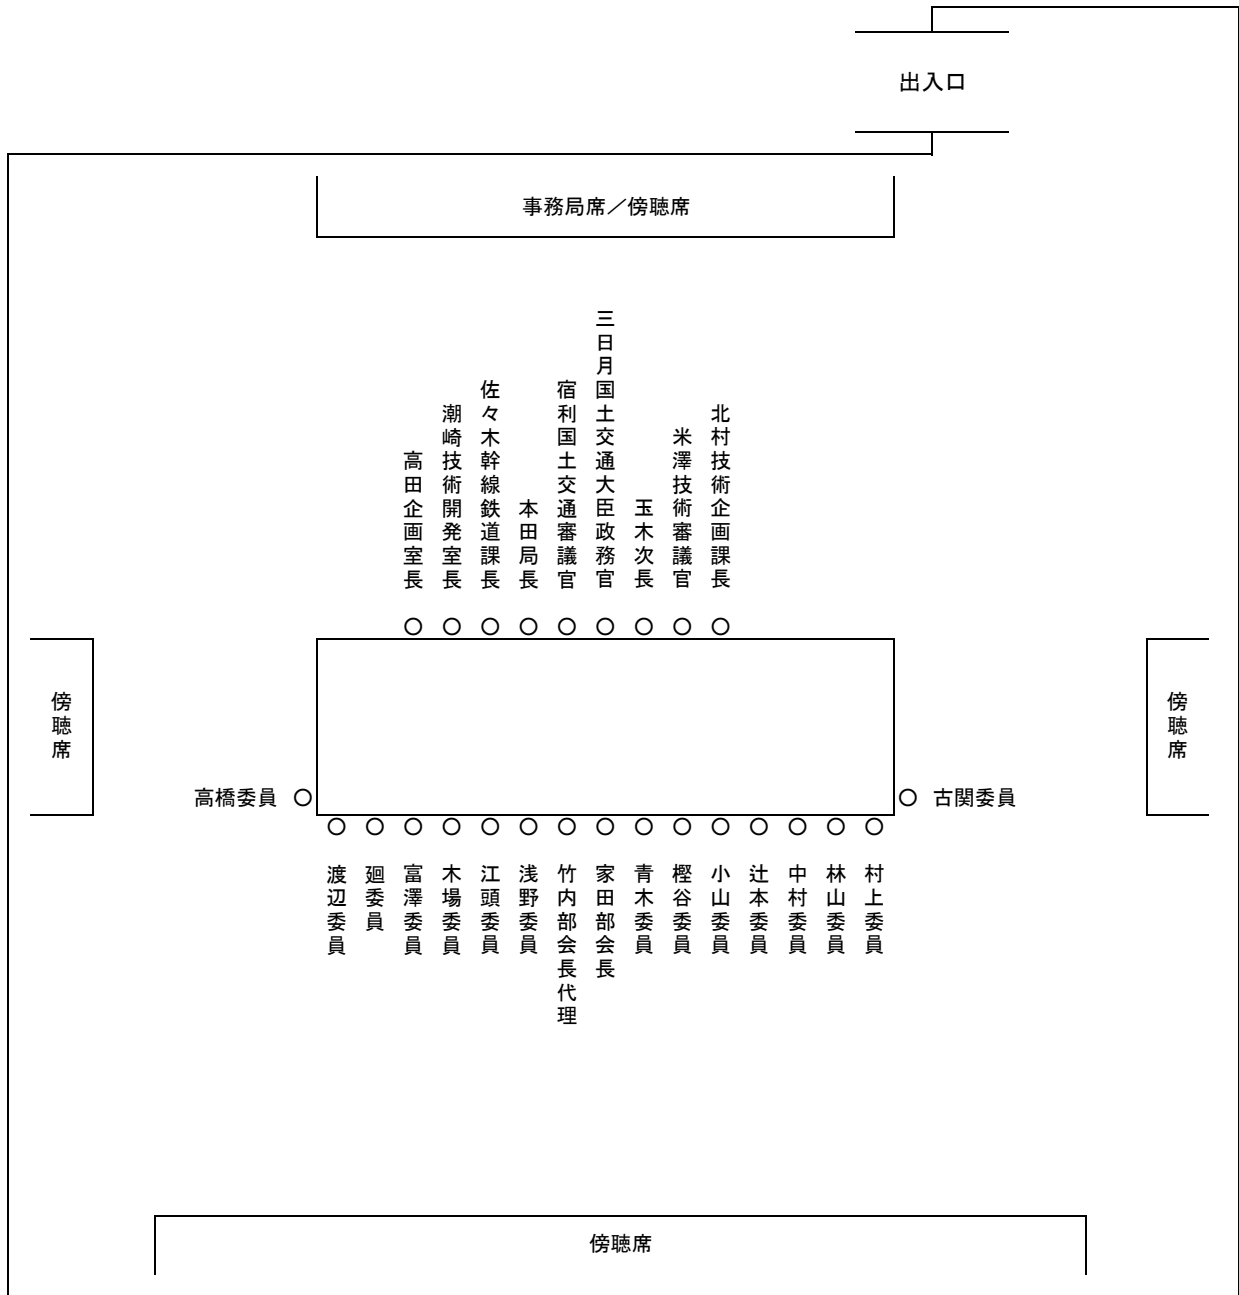 出入口
事務局席／傍聴席
高田企画室長
潮崎技術開発室長
佐々木幹線鉄道課長
本田局長
宿利国土交通審議官
三日月国土交通大臣政務官
玉木次長
米澤技術審議官
北村技術企画課長
傍聴席
傍聴席
高橋委員
古関委員
渡辺委員
廻委員
富澤委員
木場委員
江頭委員
浅野委員
竹内部会長代理
家田部会長
青木委員
樫谷委員
小山委員
辻本委員
中村委員
林山委員
村上委員
傍聴席